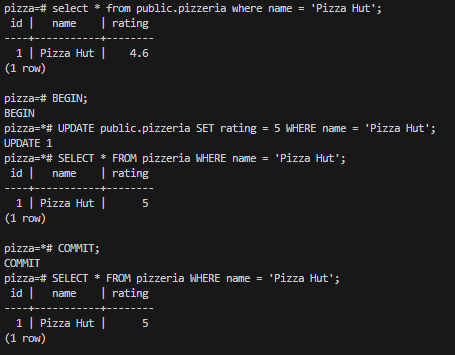 pizza=# select * from public.pizzeria where name = 'Pizza Hut';
 id |   name    | rating
----+-----------+--------
  1 | Pizza Hut |    4.6
(1 row)

pizza=# BEGIN;
BEGIN
pizza=*# UPDATE public.pizzeria SET rating = 5 WHERE name = 'Pizza Hut';
UPDATE 1
pizza=*# SELECT * FROM pizzeria WHERE name = 'Pizza Hut';
 id |   name    | rating
----+-----------+--------
  1 | Pizza Hut |      5
(1 row)

pizza=*# COMMIT;
COMMIT
pizza=# SELECT * FROM pizzeria WHERE name = 'Pizza Hut';
 id |   name    | rating
----+-----------+--------
  1 | Pizza Hut |      5
(1 row)